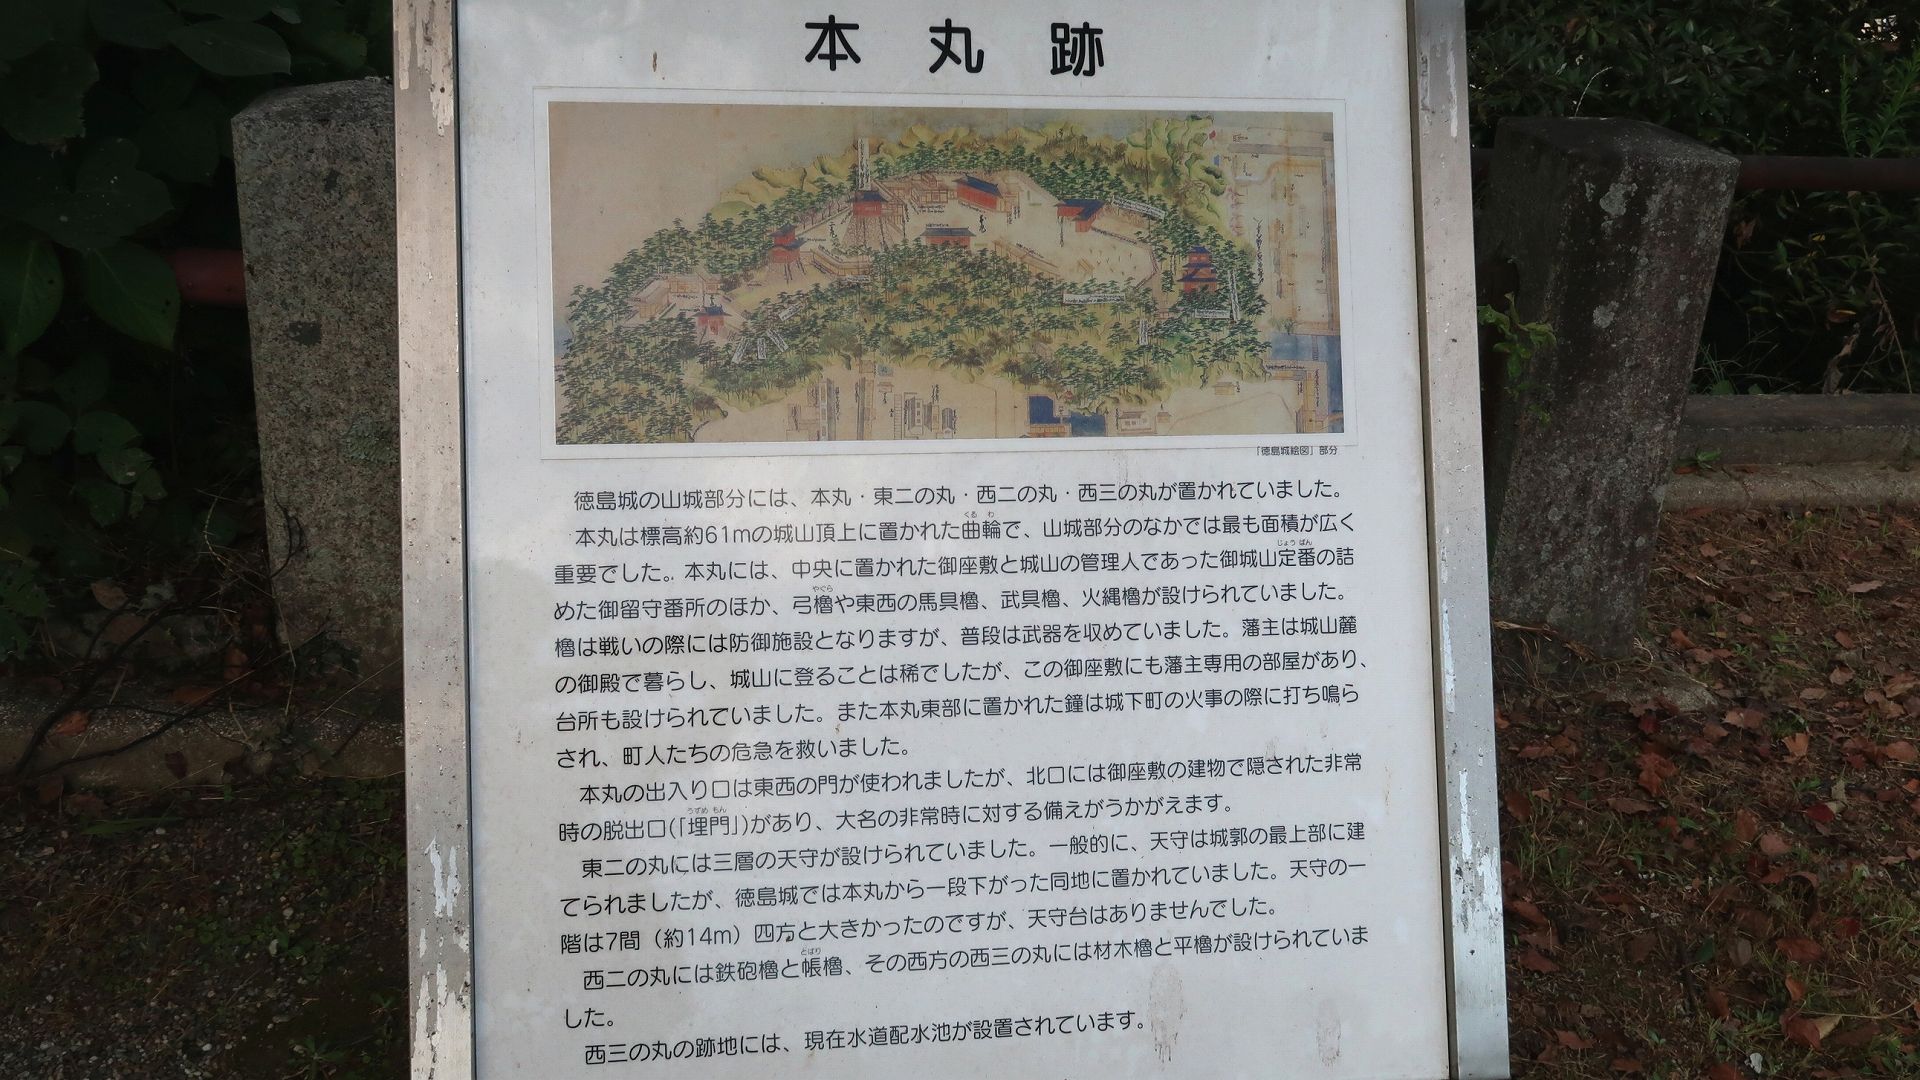 本丸跡
「徳島城絵図」部分
徳島城の山城部分には、本丸・東二の丸・西二の丸・西三の丸が置かれていました。
本丸は標高約61mの城山頂上に置かれた曲輪で、山城部分のなかでは最も面積が広く
くるわ
重要でした。本丸には、中央に置かれた御座敷と城山の管理人であった御城山定番の詰
じょうばん
めた御留守番所のほか、弓櫓や東西の馬具櫓、武具櫓、火縄櫓が設けられていました。
やぐら
櫓は戦いの際には防御施設となりますが、普段は武器を収めていました。藩主は城山麓
の御殿で暮らし、城山に登ることは稀でしたが、この御座敷にも藩主専用の部屋があり、
台所も設けられていました。また本丸東部に置かれた鐘は城下町の火事の際に打ち鳴ら
され、町人たちの危急を救いました。
本丸の出入り口は東西の門が使われましたが、北口には御座敷の建物で隠された非常
時の脱出口(「埋門」)があり、大名の非常時に対する備えがうかがえます。
うずめもん
東二の丸には三層の天守が設けられていました。一般的に、天守は城郭の最上部に建
てられましたが、徳島城では本丸から一段下がった同地に置かれていました。天守の一
階は7間（約14m）四方と大きかったのですが、天守台はありませんでした。
西二の丸には鉄砲櫓と帳櫓、その西方の西三の丸には材木櫓と平櫓が設けられていま
とばり
した。
西三の丸の跡地には、現在水道配水池が設置されています。